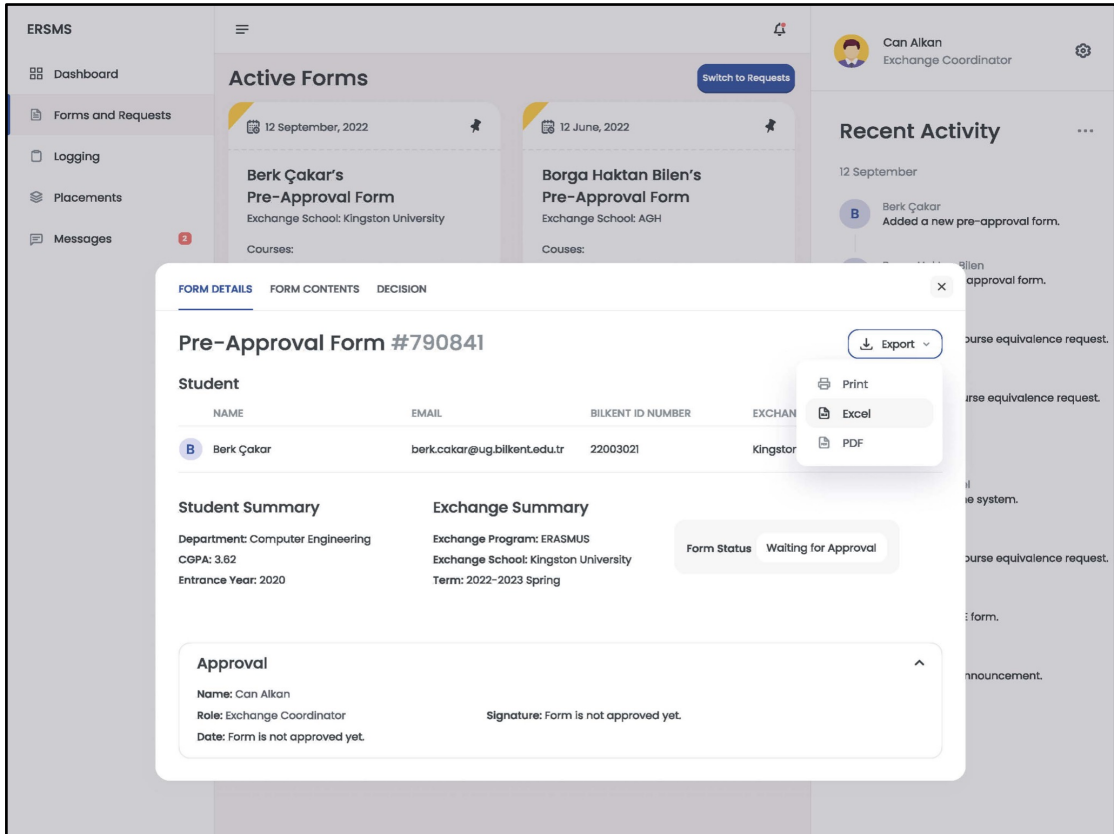 ERSMS
Dashboard
Forms and Requests
Logging
Placements
Messages
2
Active Forms
Switch to Requests
12 September, 2022
Berk Çakar's
Pre-Approval Form
Exchange School: Kingston University
Courses:
12 June, 2022
Borga Haktan Bilen's
Pre-Approval Form
Exchange School: AGH
Couses:
Can Alkan
Exchange Coordinator
Recent Activity
12 September
B
Berk Çakar
Added a new pre-approval form.
approval form.
urse equivalence request.
e system.
form.
FORM DETAILS
FORM CONTENTS
DECISION
Pre-Approval Form #790841
Export
Print
Excel
PDF
Student
NAME
EMAIL
BILKENT ID NUMBER
EXCHAN
B
Berk Çakar
berk.cakar@ug.bilkent.edu.tr
22003021
Kingston
Student Summary
Department: Computer Engineering
CGPA: 3.62
Entrance Year: 2020
Exchange Summary
Exchange Program: ERASMUS
Exchange School: Kingston University
Term: 2022-2023 Spring
Form Status
Waiting for Approval
Approval
Name: Can Alkan
Role: Exchange Coordinator
Date: Form is not approved yet.
Signature: Form is not approved yet.